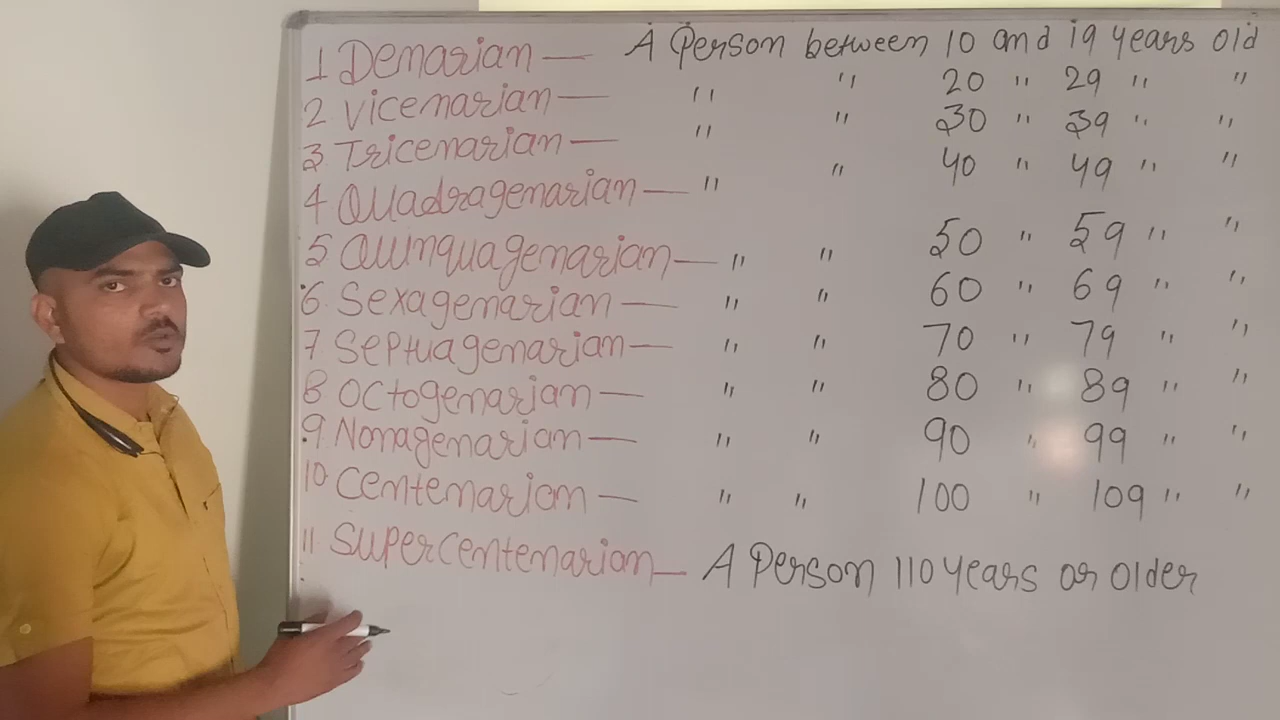 1 Denarian — A Person between 10 and 19 years old
2 Vicenarian — " " 20 " 29 " "
3 Tricenarian — " " 30 " 39 " "
4 Quadragenarian — " " 40 " 49 " "
5 Quinquagenarian — " " 50 " 59 " "
6. Sexagenarian — " " 60 " 69 " "
7 Septuagenarian — " " 70 " 79 " "
8 Octogenarian — " " 80 " 89 " "
9 Nonagenarian — " " 90 " 99 " "
10 Centenarian — " " 100 " 109 " "
11 Supercentenarian — A Person 110 years or older